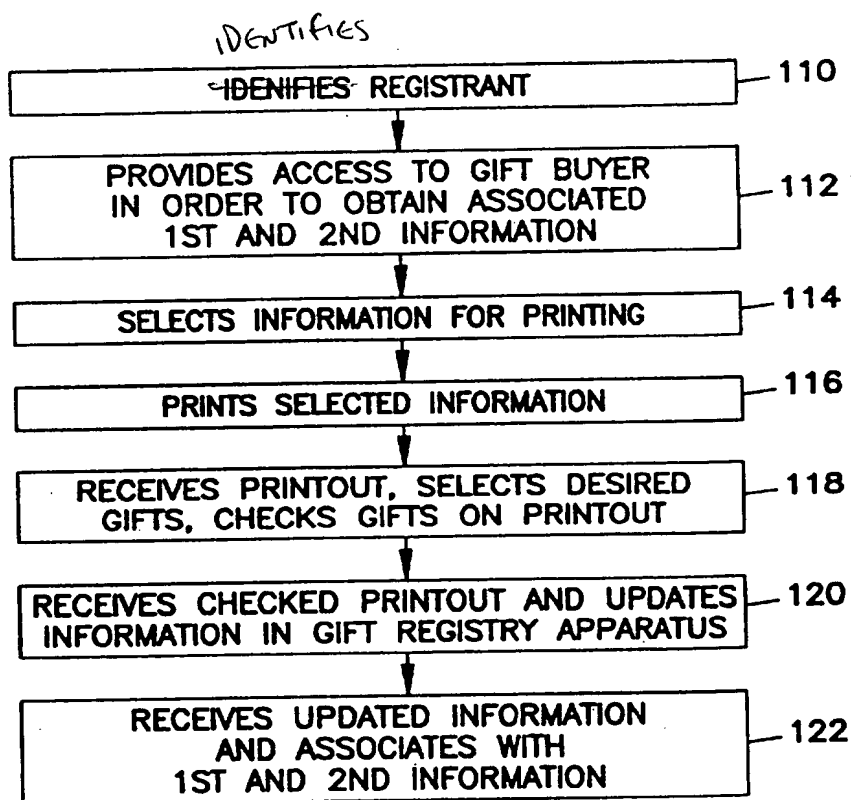 IDENTIFIES
IDENIFIES REGISTRANT
110
PROVIDES ACCESS TO GIFT BUYER
IN ORDER TO OBTAIN ASSOCIATED
1ST AND 2ND INFORMATION
112
SELECTS INFORMATION FOR PRINTING
114
PRINTS SELECTED INFORMATION
116
RECEIVES PRINTOUT, SELECTS DESIRED
GIFTS, CHECKS GIFTS ON PRINTOUT
118
RECEIVES CHECKED PRINTOUT AND UPDATES
INFORMATION IN GIFT REGISTRY APPARATUS
120
RECEIVES UPDATED INFORMATION
AND ASSOCIATES WITH
1ST AND 2ND INFORMATION
122